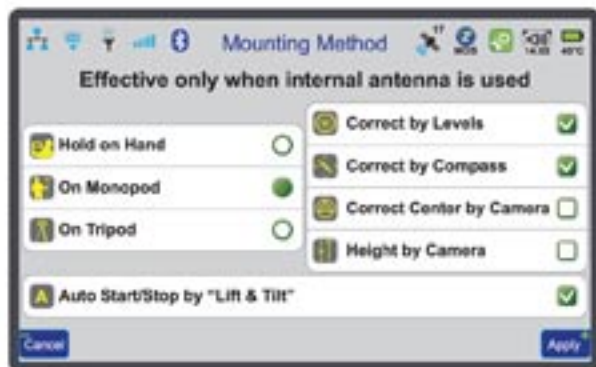 Mounting Method
17
Effective only when internal antenna is used
Hold on Hand
On Monopod
On Tripod
Correct by Levels
Correct by Compass
Correct Center by Camera
Height by Camera
A Auto Start/Stop by "Lift & Tilt"
Cancel
Apply